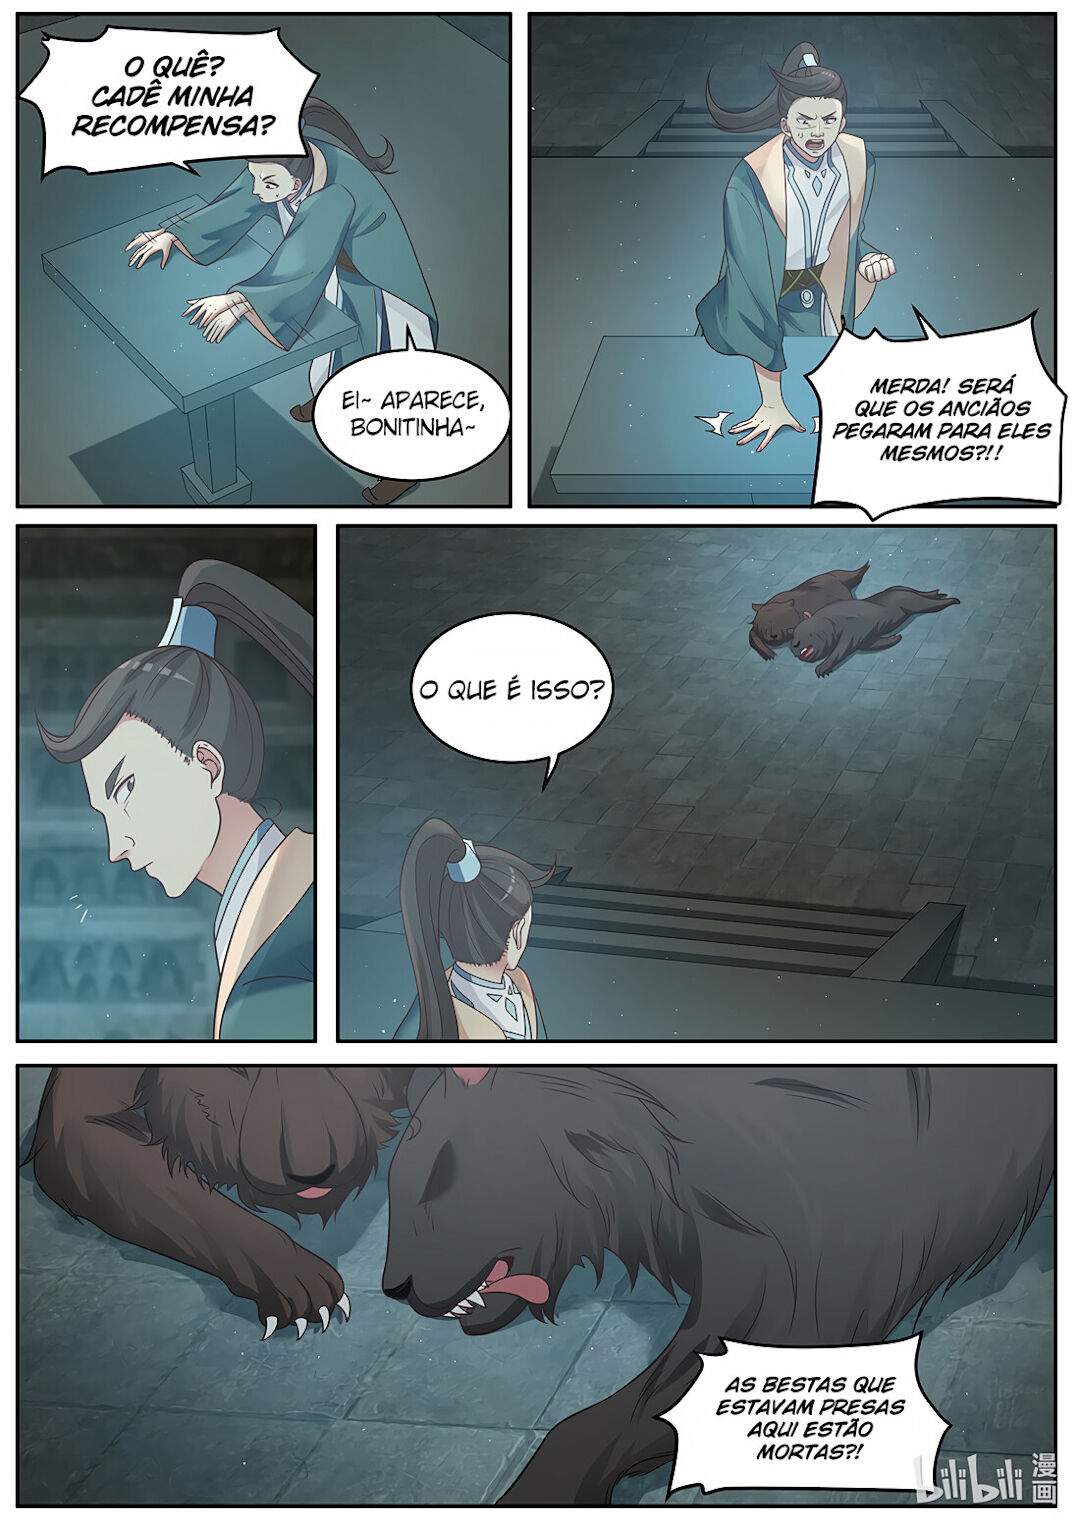 O QUÊ?
CADÊ MINHA
RECOMPENSA?
EI~ APARECE,
BONITINHA~
MERDA! SERÁ
QUE OS ANCIÃOS
PEGARAM PARA ELES
MESMOS?!!
O QUE É ISSO?
AS BESTAS QUE
ESTAVAM PRESAS
AQUI ESTÃO
MORTAS?!
bilibili 漫画